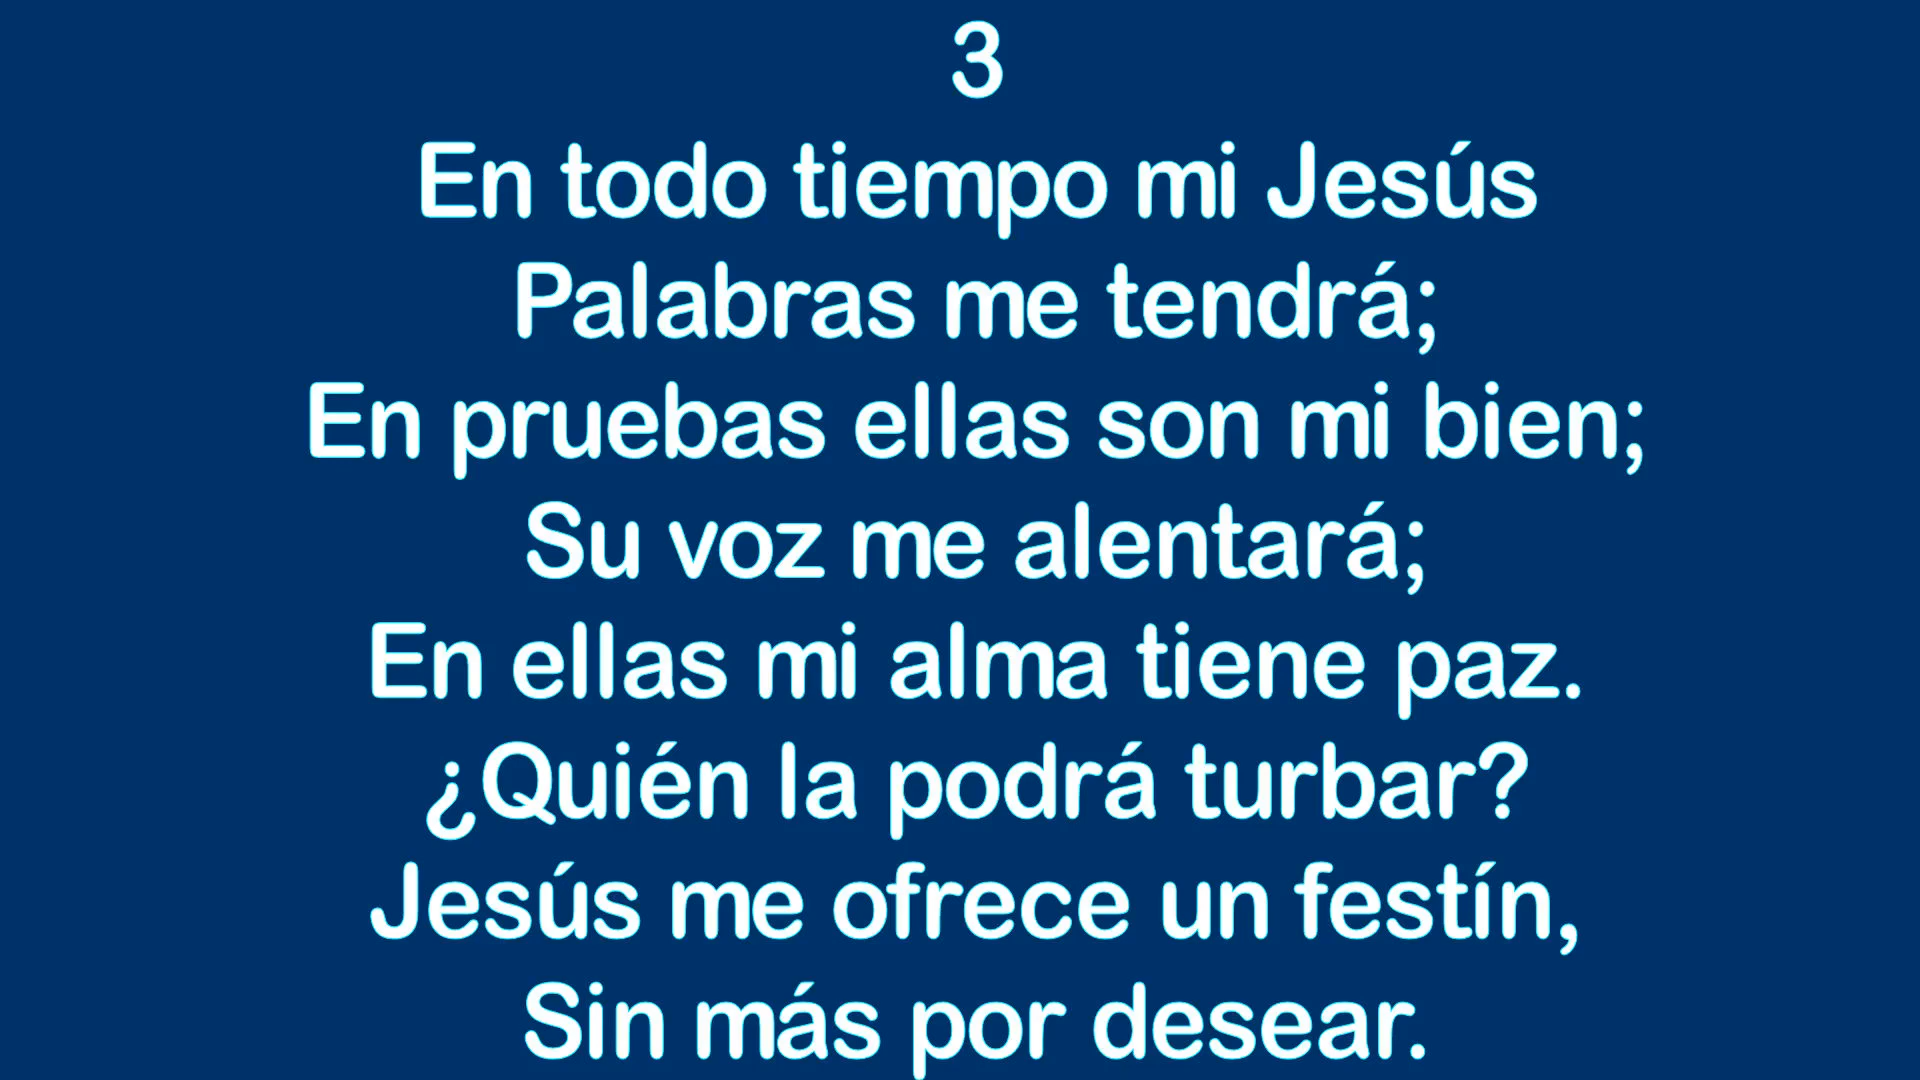 3
En todo tiempo mi Jesús
Palabras me tendrá;
En pruebas ellas son mi bien;
Su voz me alentará;
En ellas mi alma tiene paz.
¿Quién la podrá turbar?
Jesús me ofrece un festín,
Sin más por desear.